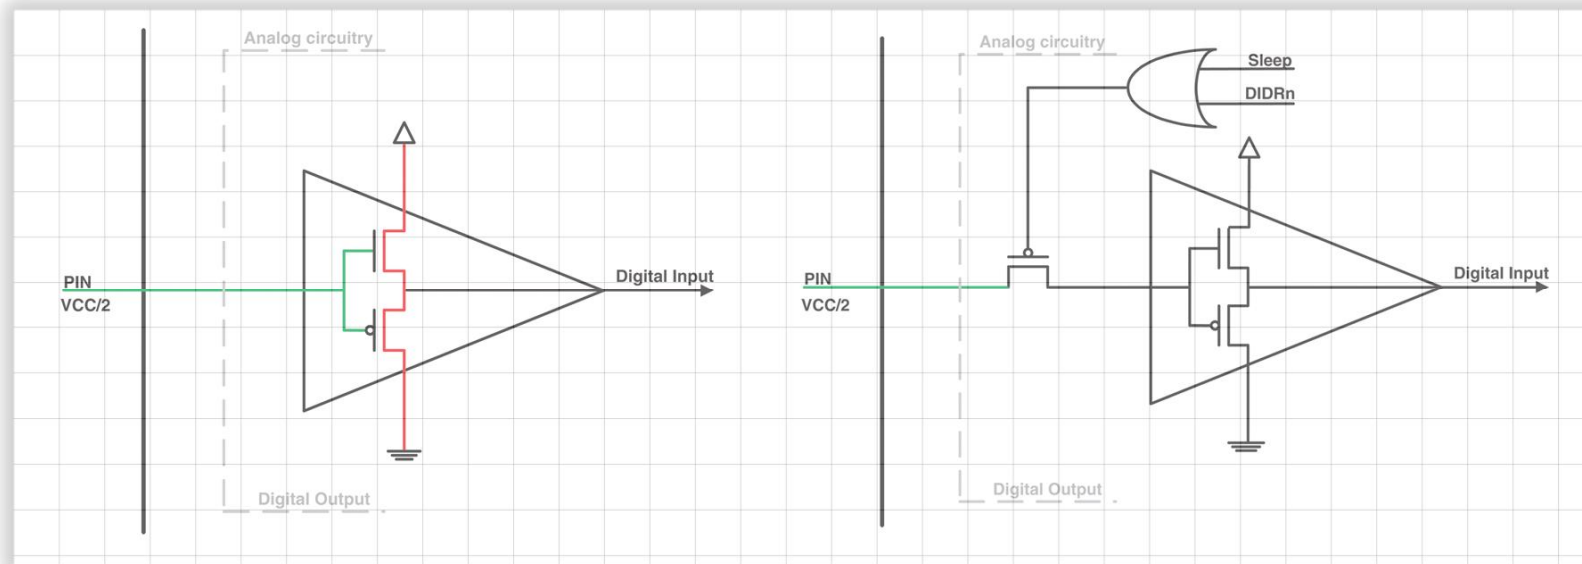 Analog circuitry
PIN
VCC/2
Digital Input
Digital Output
Analog circuitry
Sleep
DIDRn
PIN
VCC/2
Digital Input
Digital Output